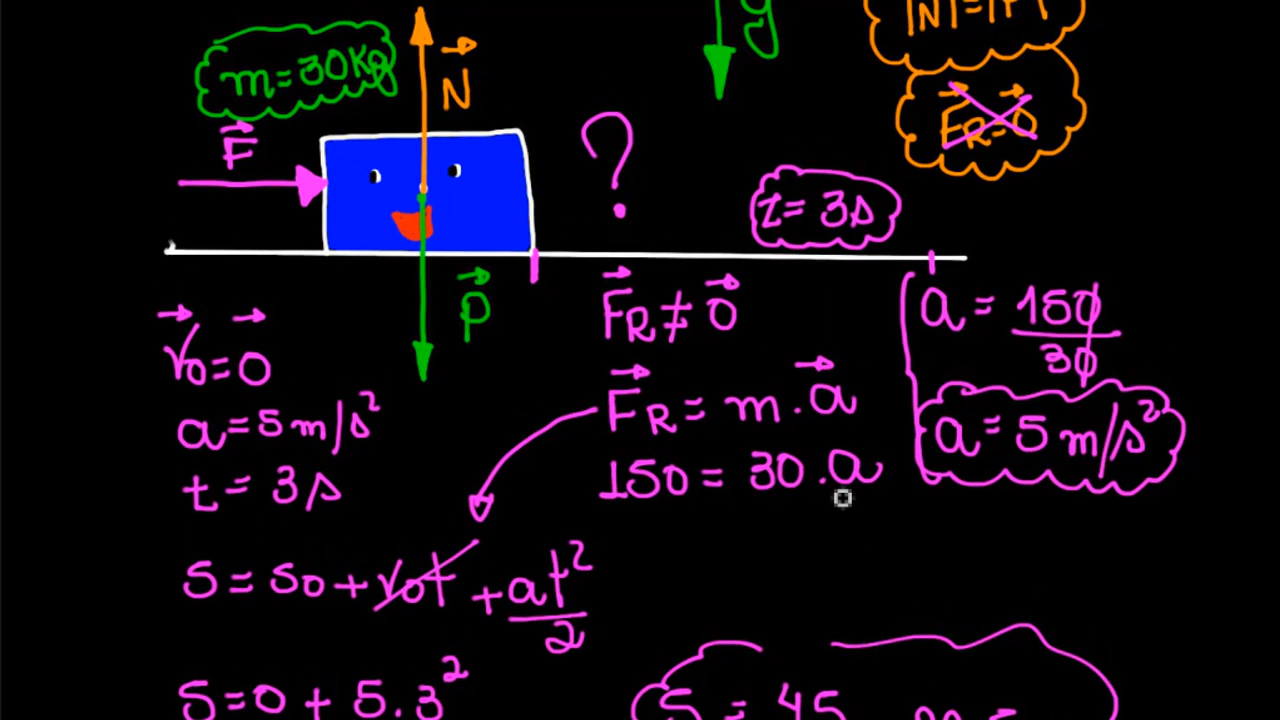 m=30Kg
N
g
F
FR=0
?
t= 3s
P
V0=0
a=5m/s²
t= 3s
FR≠0
FR= m.a
150= 30.a
a= 150
30
a= 5 m/s²
S=S0+V0t+at²
2
S=0+ 5.3²
S = 45